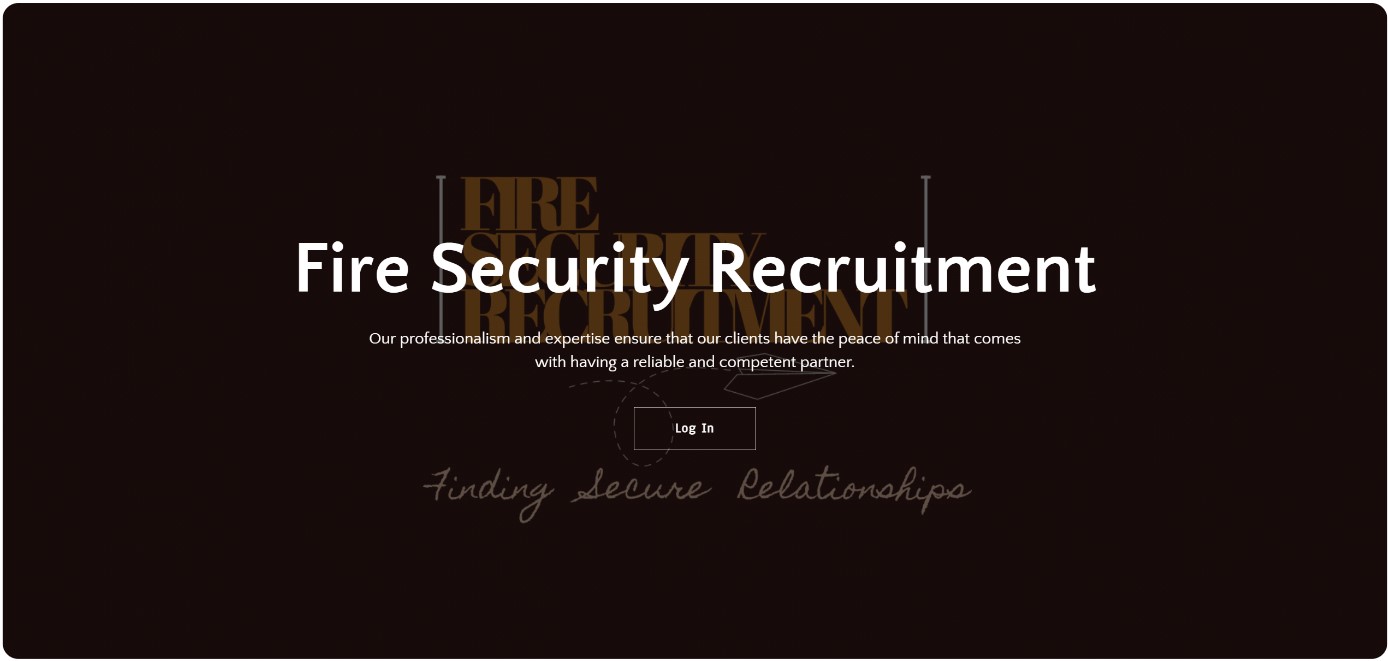 FIRE
SECURITY
RECRUITMENT
Fire Security Recruitment
Our professionalism and expertise ensure that our clients have the peace of mind that comes
with having a reliable and competent partner.
Log In
Finding Secure Relationships